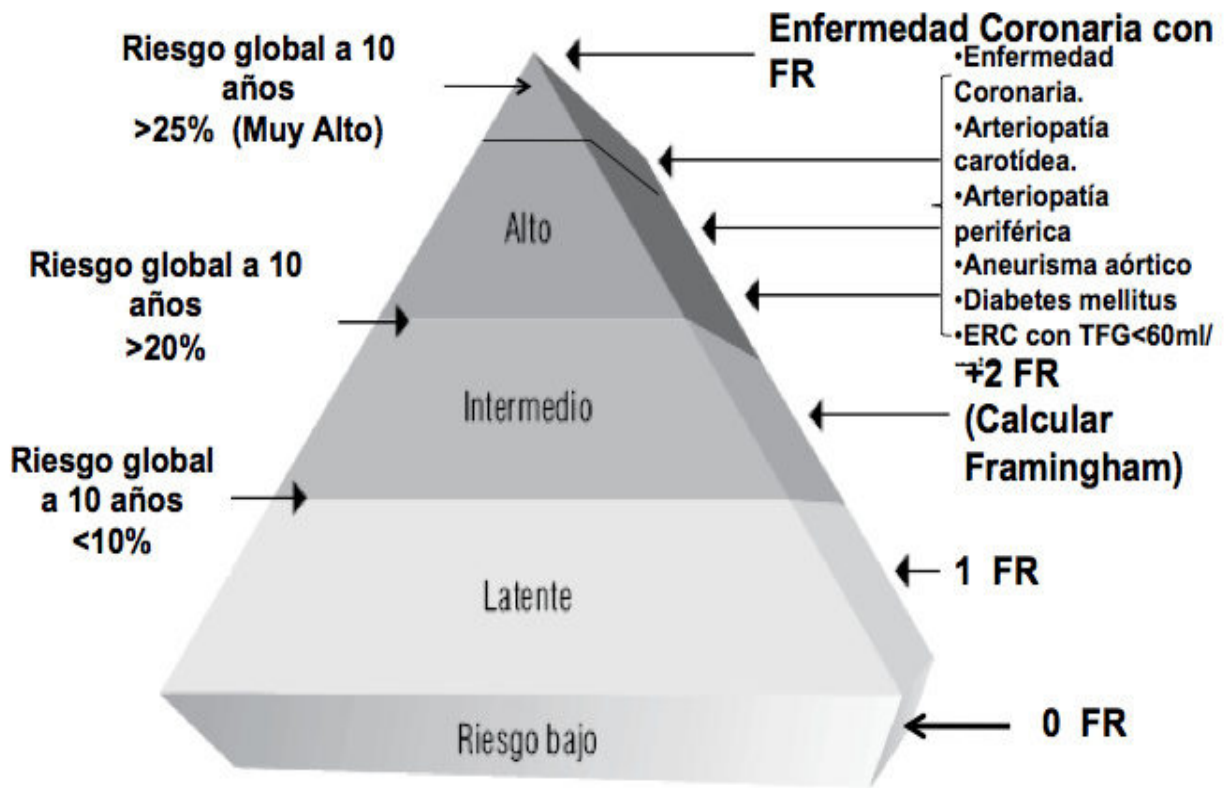 Riesgo global a 10
años
>25%  (Muy Alto)
Enfermedad Coronaria con
FR
•Enfermedad
Coronaria.
•Arteriopatía
carotídea.
•Arteriopatía
periférica
•Aneurisma aórtico
•Diabetes mellitus
•ERC con TFG<60ml/
Alto
Riesgo global a 10
años
>20%
+2 FR
(Calcular
Framingham)
Intermedio
Riesgo global
a 10 años
<10%
1  FR
Latente
0  FR
Riesgo bajo